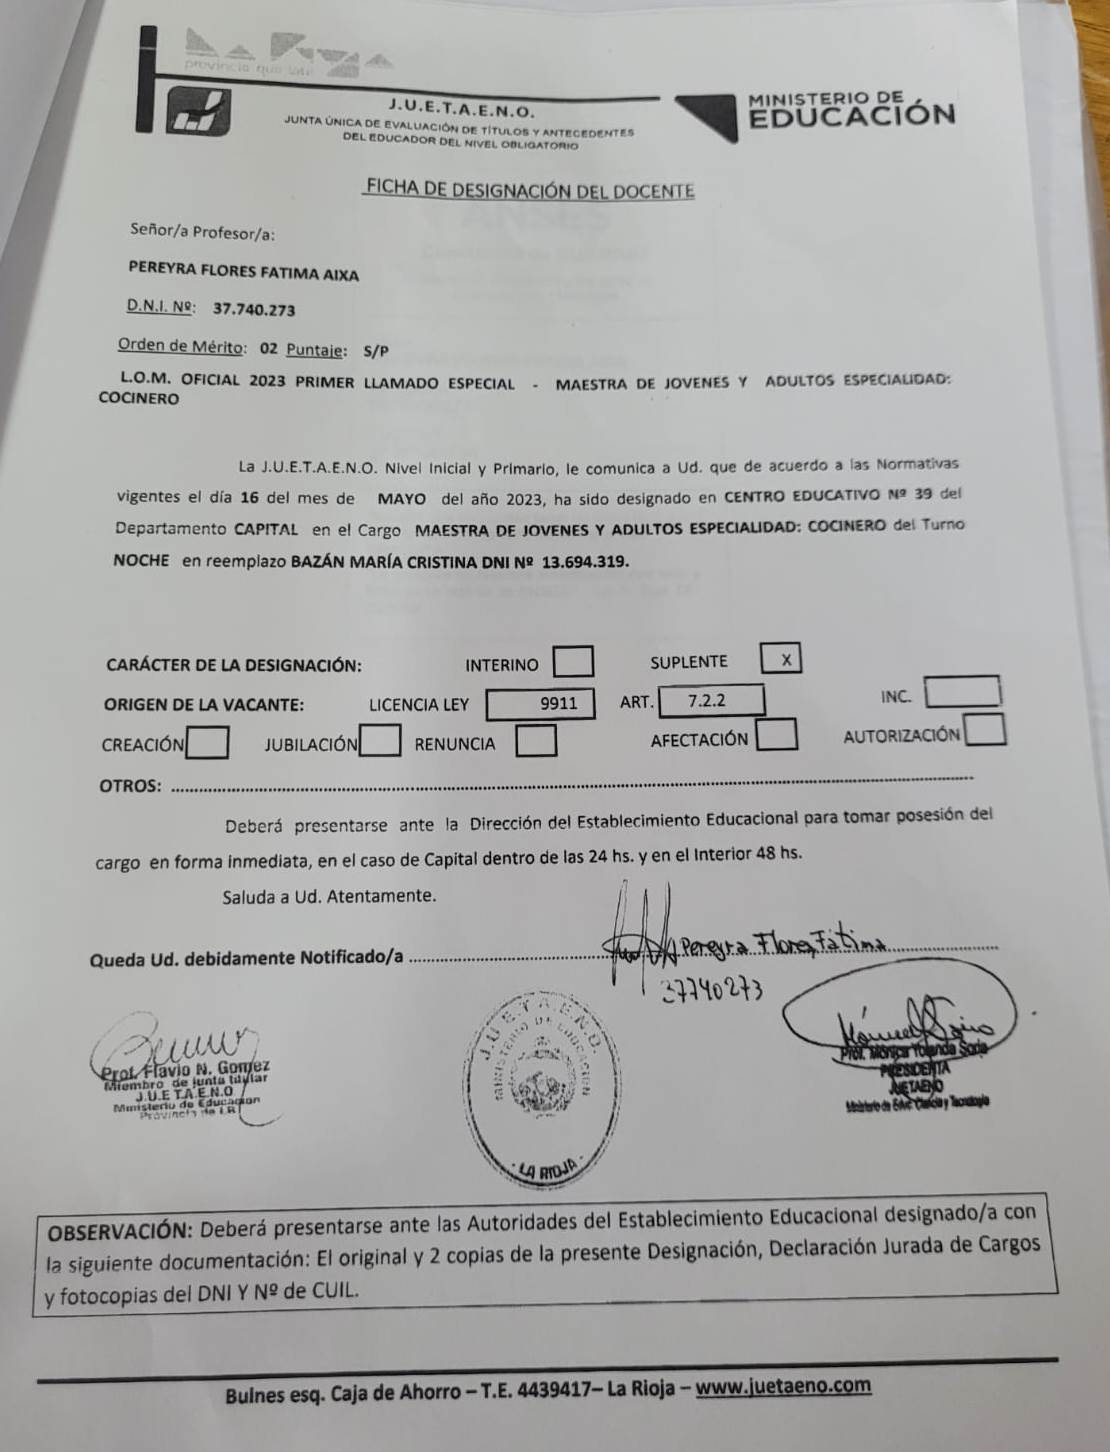 provincia que late
J.U.E.T.A.E.N.O.
JUNTA ÚNICA DE EVALUACIÓN DE TÍTULOS Y ANTECEDENTES
DEL EDUCADOR DEL NIVEL OBLIGATORIO
MINISTERIO DE
EDUCACIÓN
FICHA DE DESIGNACIÓN DEL DOCENTE
Señor/a Profesor/a:
PEREYRA FLORES FATIMA AIXA
D.N.I. Nº: 37.740.273
Orden de Mérito: 02 Puntaje: S/P
L.O.M. OFICIAL 2023 PRIMER LLAMADO ESPECIAL - MAESTRA DE JOVENES Y ADULTOS ESPECIALIDAD:
COCINERO
La J.U.E.T.A.E.N.O. Nivel Inicial y Primario, le comunica a Ud. que de acuerdo a las Normativas
vigentes el día 16 del mes de MAYO del año 2023, ha sido designado en CENTRO EDUCATIVO Nº 39 del
Departamento CAPITAL en el Cargo MAESTRA DE JOVENES Y ADULTOS ESPECIALIDAD: COCINERO del Turno
NOCHE en reemplazo BAZÁN MARÍA CRISTINA DNI Nº 13.694.319.
CARÁCTER DE LA DESIGNACIÓN: INTERINO SUPLENTE X
ORIGEN DE LA VACANTE: LICENCIA LEY 9911 ART. 7.2.2 INC.
CREACIÓN JUBILACIÓN RENUNCIA AFECTACIÓN AUTORIZACIÓN
OTROS:
Deberá presentarse ante la Dirección del Establecimiento Educacional para tomar posesión del
cargo en forma inmediata, en el caso de Capital dentro de las 24 hs. y en el Interior 48 hs.
Saluda a Ud. Atentamente.
Queda Ud. debidamente Notificado/a Pereyra Flores Fátima
37740273
Prof. Flavio N. Gomez
Miembro de junta titular
J.U.E.T.A.E.N.O
Ministerio de Educacion
Provincia de L.R
J.U.E.T.A.E.N.O.
MINISTERIO DE EDUCACION
- LA RIOJA -
Prof. Mónica Yolanda Soria
PRESIDENTA
JUETAENO
Ministerio de Educ. Ciencia y Tecnología
OBSERVACIÓN: Deberá presentarse ante las Autoridades del Establecimiento Educacional designado/a con
la siguiente documentación: El original y 2 copias de la presente Designación, Declaración Jurada de Cargos
y fotocopias del DNI Y Nº de CUIL.
Bulnes esq. Caja de Ahorro – T.E. 4439417– La Rioja – www.juetaeno.com